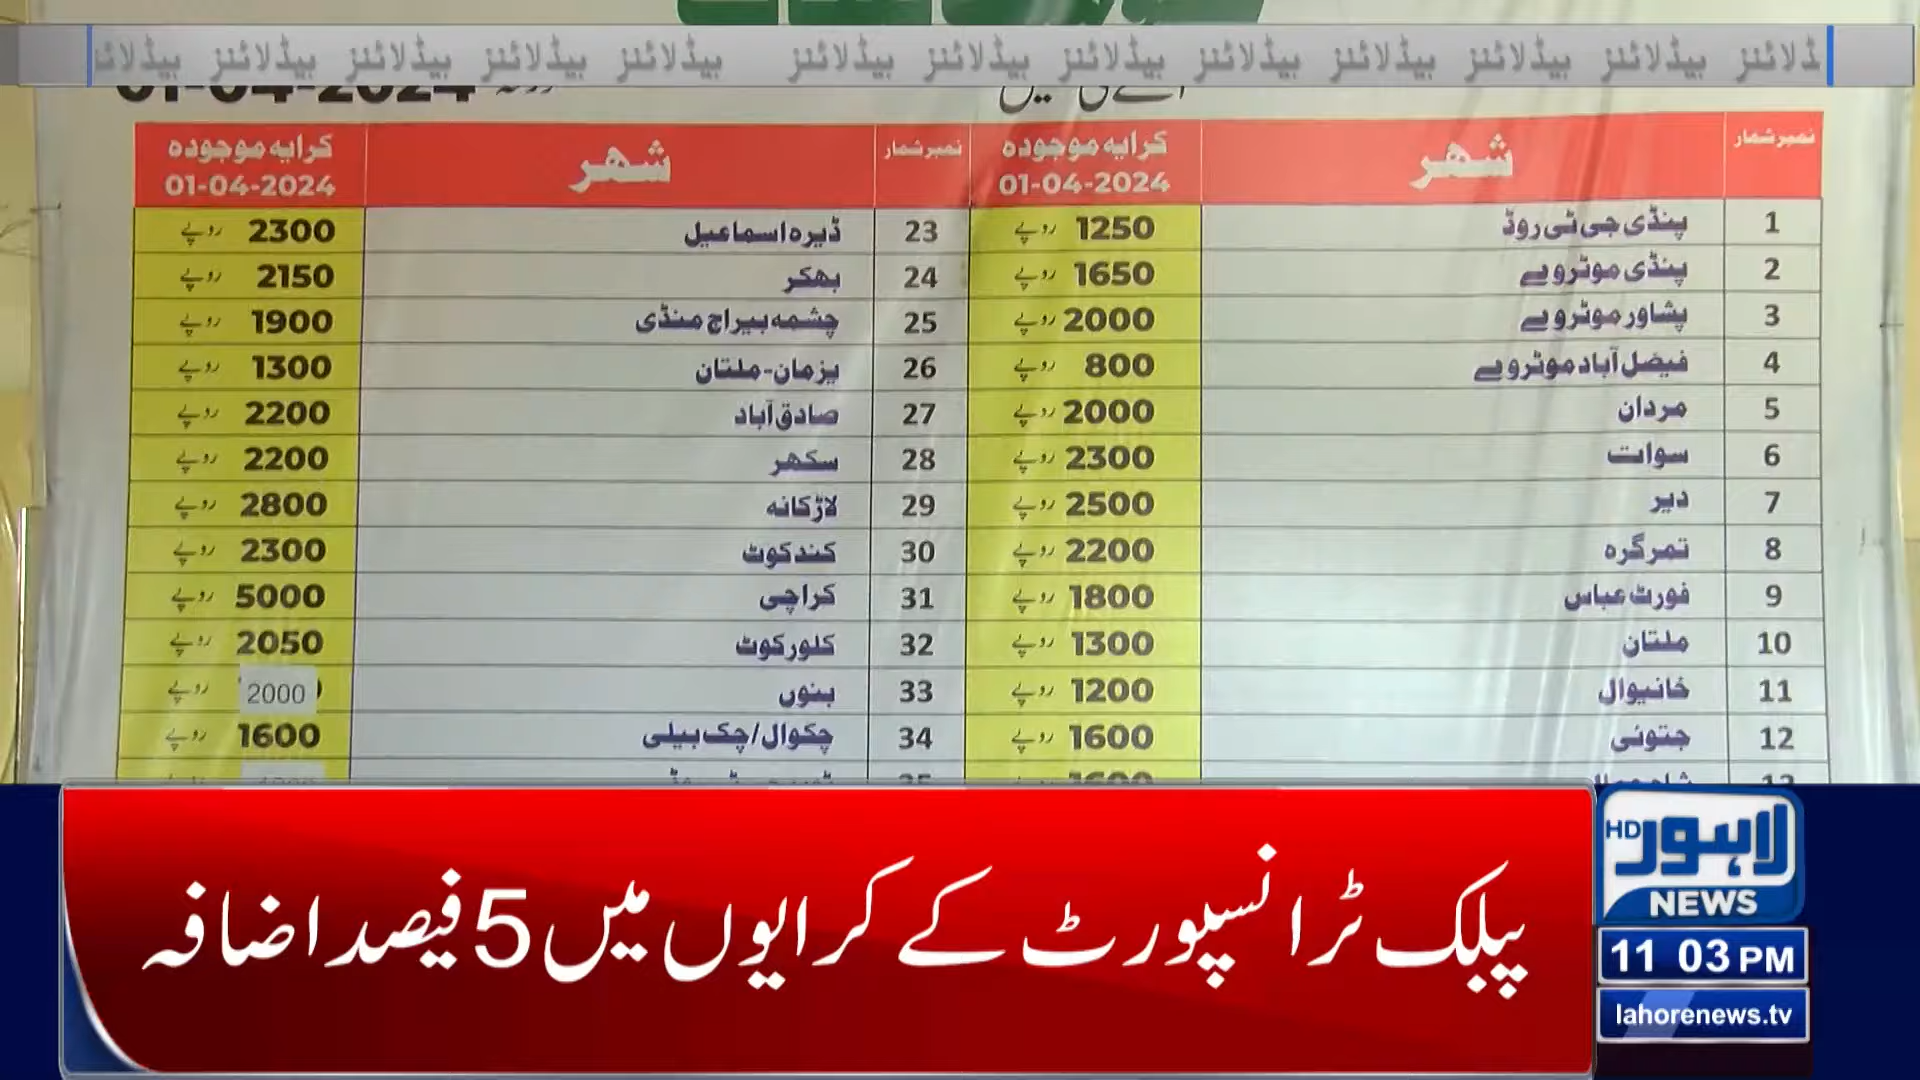 ہیڈلائنز ہیڈلائنز ہیڈلائنز ہیڈلائنز ہیڈلائنز ہیڈلائنز ہیڈلائنز ہیڈلائنز ہیڈلائنز ہیڈلائنز ہیڈلائنز
01-04-2024
نمبرشمار شہر کرایہ موجودہ 01-04-2024 نمبرشمار شہر کرایہ موجودہ 01-04-2024
1 پنڈی جی ٹی روڈ 1250 روپے 23 ڈیرہ اسماعیل 2300 روپے
2 پنڈی موٹروے 1650 روپے 24 بھکر 2150 روپے
3 پشاور موٹروے 2000 روپے 25 چشمہ بیراج منڈی 1900 روپے
4 فیصل آباد موٹروے 800 روپے 26 یزمان-ملتان 1300 روپے
5 مردان 2000 روپے 27 صادق آباد 2200 روپے
6 سوات 2300 روپے 28 سکھر 2200 روپے
7 دیر 2500 روپے 29 لاڑکانہ 2800 روپے
8 تمرگرہ 2200 روپے 30 کندکوٹ 2300 روپے
9 فورٹ عباس 1800 روپے 31 کراچی 5000 روپے
10 ملتان 1300 روپے 32 کلورکوٹ 2050 روپے
11 خانیوال 1200 روپے 33 بنوں 2000 روپے
12 جتوئی 1600 روپے 34 چکوال/چک بیلی 1600 روپے
پبلک ٹرانسپورٹ کے کرایوں میں 5 فیصد اضافہ
لاہور HD
NEWS
11 03 PM
lahorenews.tv